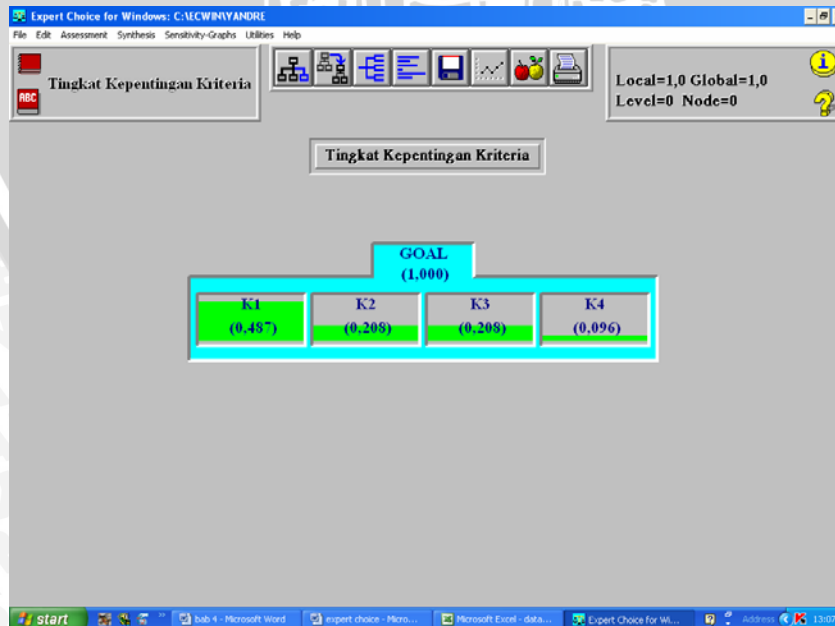 Expert Choice for Windows: C:\ECWIN\YANDRE
File Edit Assessment Synthesis Sensitivity-Graphs Utilities Help
ABC
Tingkat Kepentingan Kriteria
Local=1,0 Global=1,0
Level=0 Node=0
Tingkat Kepentingan Kriteria
GOAL
(1,000)
K1 K2 K3 K4
(0,487) (0,208) (0,208) (0,096)
start bab 4 - Microsoft Word expert choice - Micro... Microsoft Excel - data... Expert Choice for Wi... Address